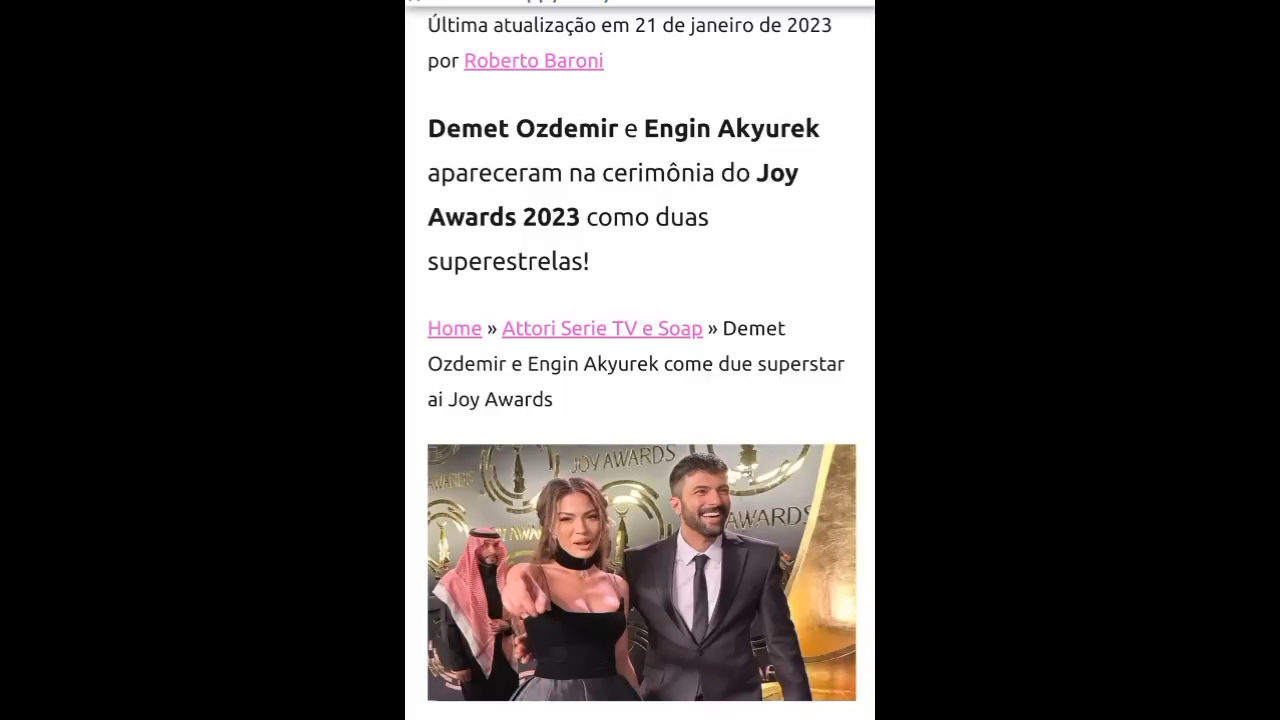 Última atualização em 21 de janeiro de 2023
por Roberto Baroni
Demet Ozdemir e Engin Akyurek
apareceram na cerimônia do Joy
Awards 2023 como duas
superestrelas!
Home » Attori Serie TV e Soap » Demet
Ozdemir e Engin Akyurek come due superstar
ai Joy Awards
JOY AWARDS
AWARDS
AWARDS